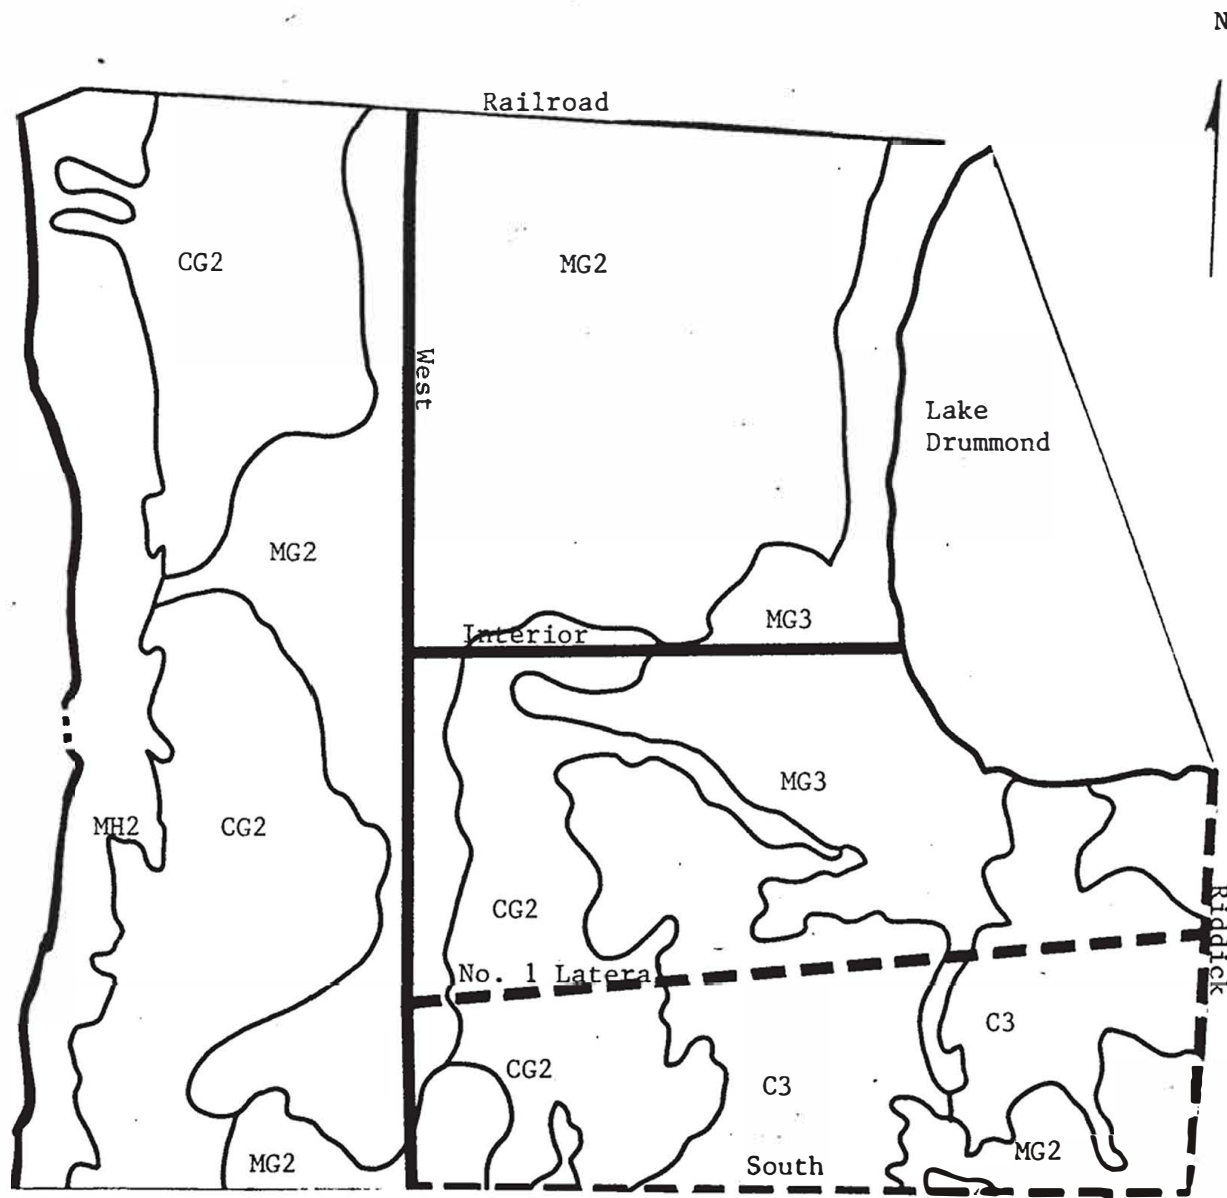 N
Railroad
CG2
MG2
West
Lake
Drummond
MG2
MG3
Interior
MG3
MH2
CG2
CG2
Riddick
No. 1 Latera
C3
CG2
C3
MG2
MG2
South